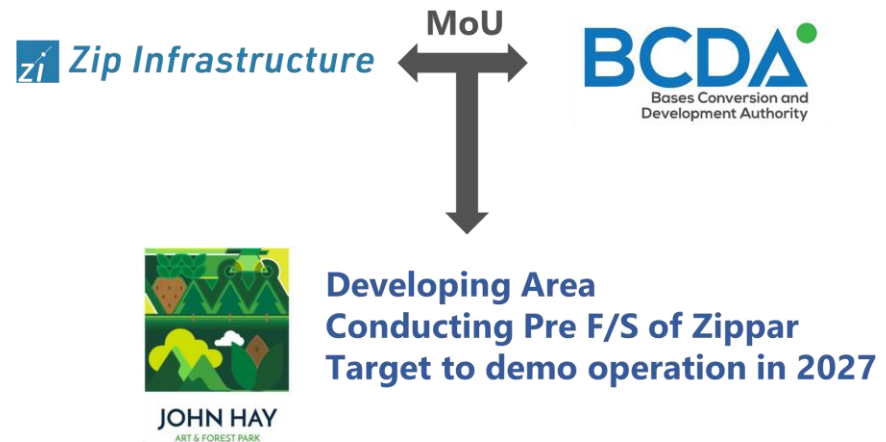 MoU
zi Zip Infrastructure
BCDA
Bases Conversion and
Development Authority
Developing Area
Conducting Pre F/S of Zippar
Target to demo operation in 2027
JOHN HAY
ART & FOREST PARK